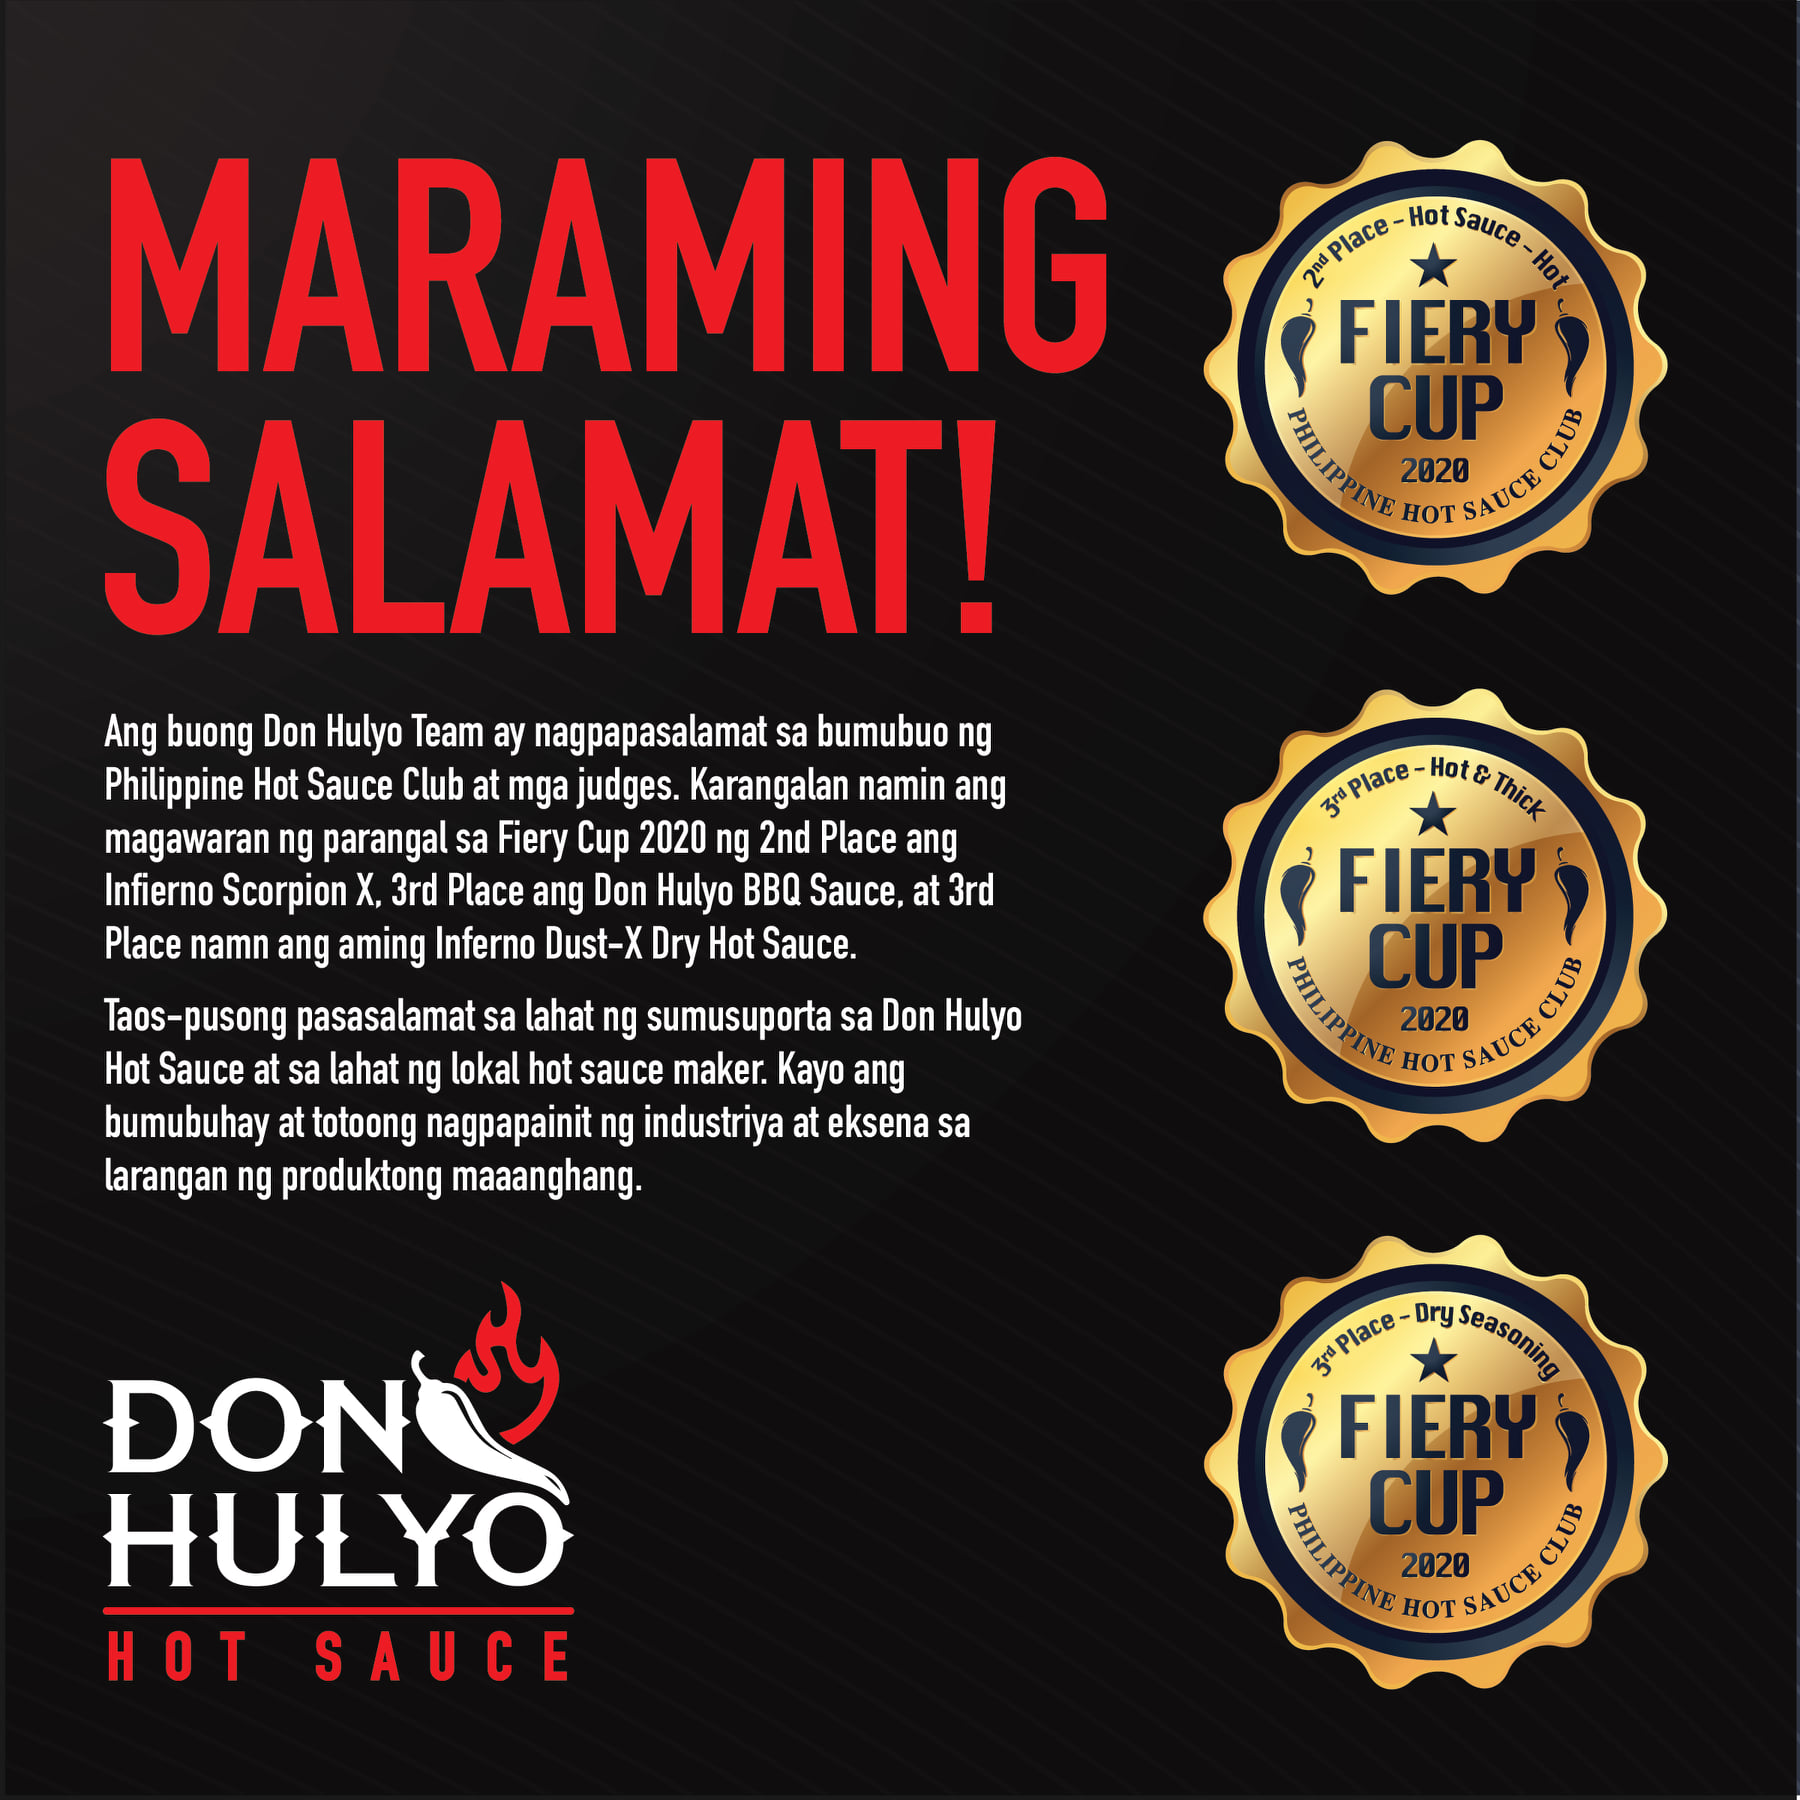 MARAMING
SALAMAT!
Ang buong Don Hulyo Team ay nagpapasalamat sa bumubuo ng
Philippine Hot Sauce Club at mga judges. Karangalan namin ang
magawaran ng parangal sa Fiery Cup 2020 ng 2nd Place ang
Infierno Scorpion X, 3rd Place ang Don Hulyo BBQ Sauce, at 3rd
Place namn ang aming Inferno Dust-X Dry Hot Sauce.
Taos-pusong pasasalamat sa lahat ng sumusuporta sa Don Hulyo
Hot Sauce at sa lahat ng lokal hot sauce maker. Kayo ang
bumubuhay at totoong nagpapainit ng industriya at eksena sa
larangan ng produktong maaanghang.
DON
HULYO
HOT SAUCE
2nd Place - Hot Sauce - Hot
FIERY
CUP
2020
PHILIPPINE HOT SAUCE CLUB
3rd Place - Hot & Thick
FIERY
CUP
2020
PHILIPPINE HOT SAUCE CLUB
3rd Place - Dry Seasoning
FIERY
CUP
2020
PHILIPPINE HOT SAUCE CLUB